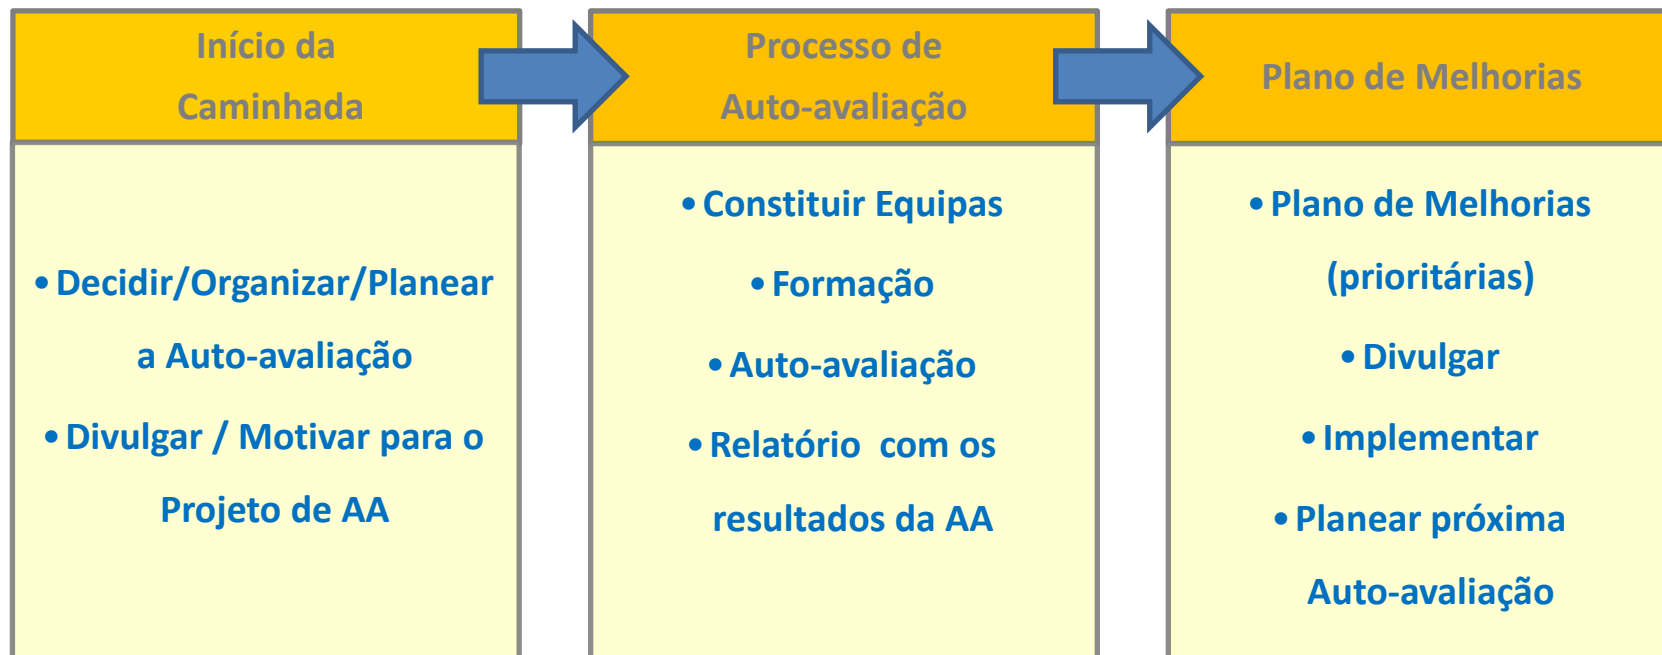 Início da
Caminhada
• Decidir/Organizar/Planear
a Auto-avaliação
• Divulgar / Motivar para o
Projeto de AA
Processo de
Auto-avaliação
• Constituir Equipas
• Formação
• Auto-avaliação
• Relatório com os
resultados da AA
Plano de Melhorias
• Plano de Melhorias
(prioritárias)
• Divulgar
• Implementar
• Planear próxima
Auto-avaliação